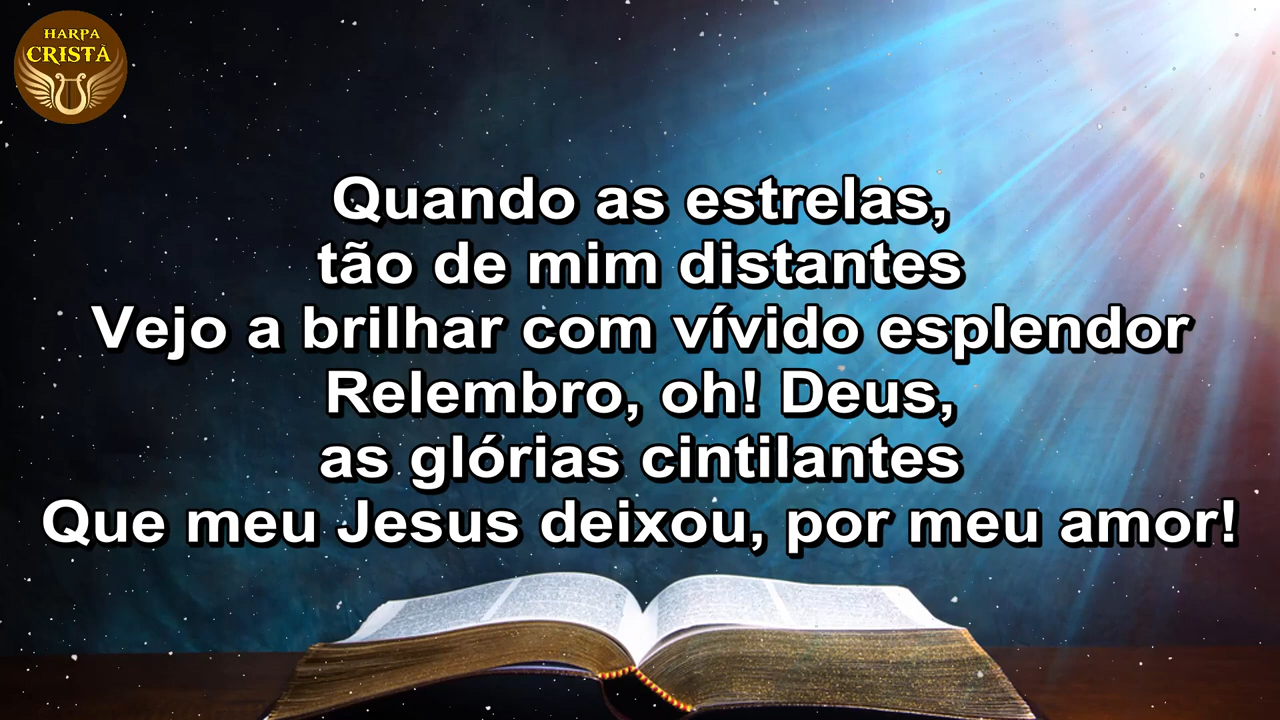 HARPA
CRISTÃ
Quando as estrelas,
tão de mim distantes
Vejo a brilhar com vívido esplendor
Relembro, oh! Deus,
as glórias cintilantes
Que meu Jesus deixou, por meu amor!